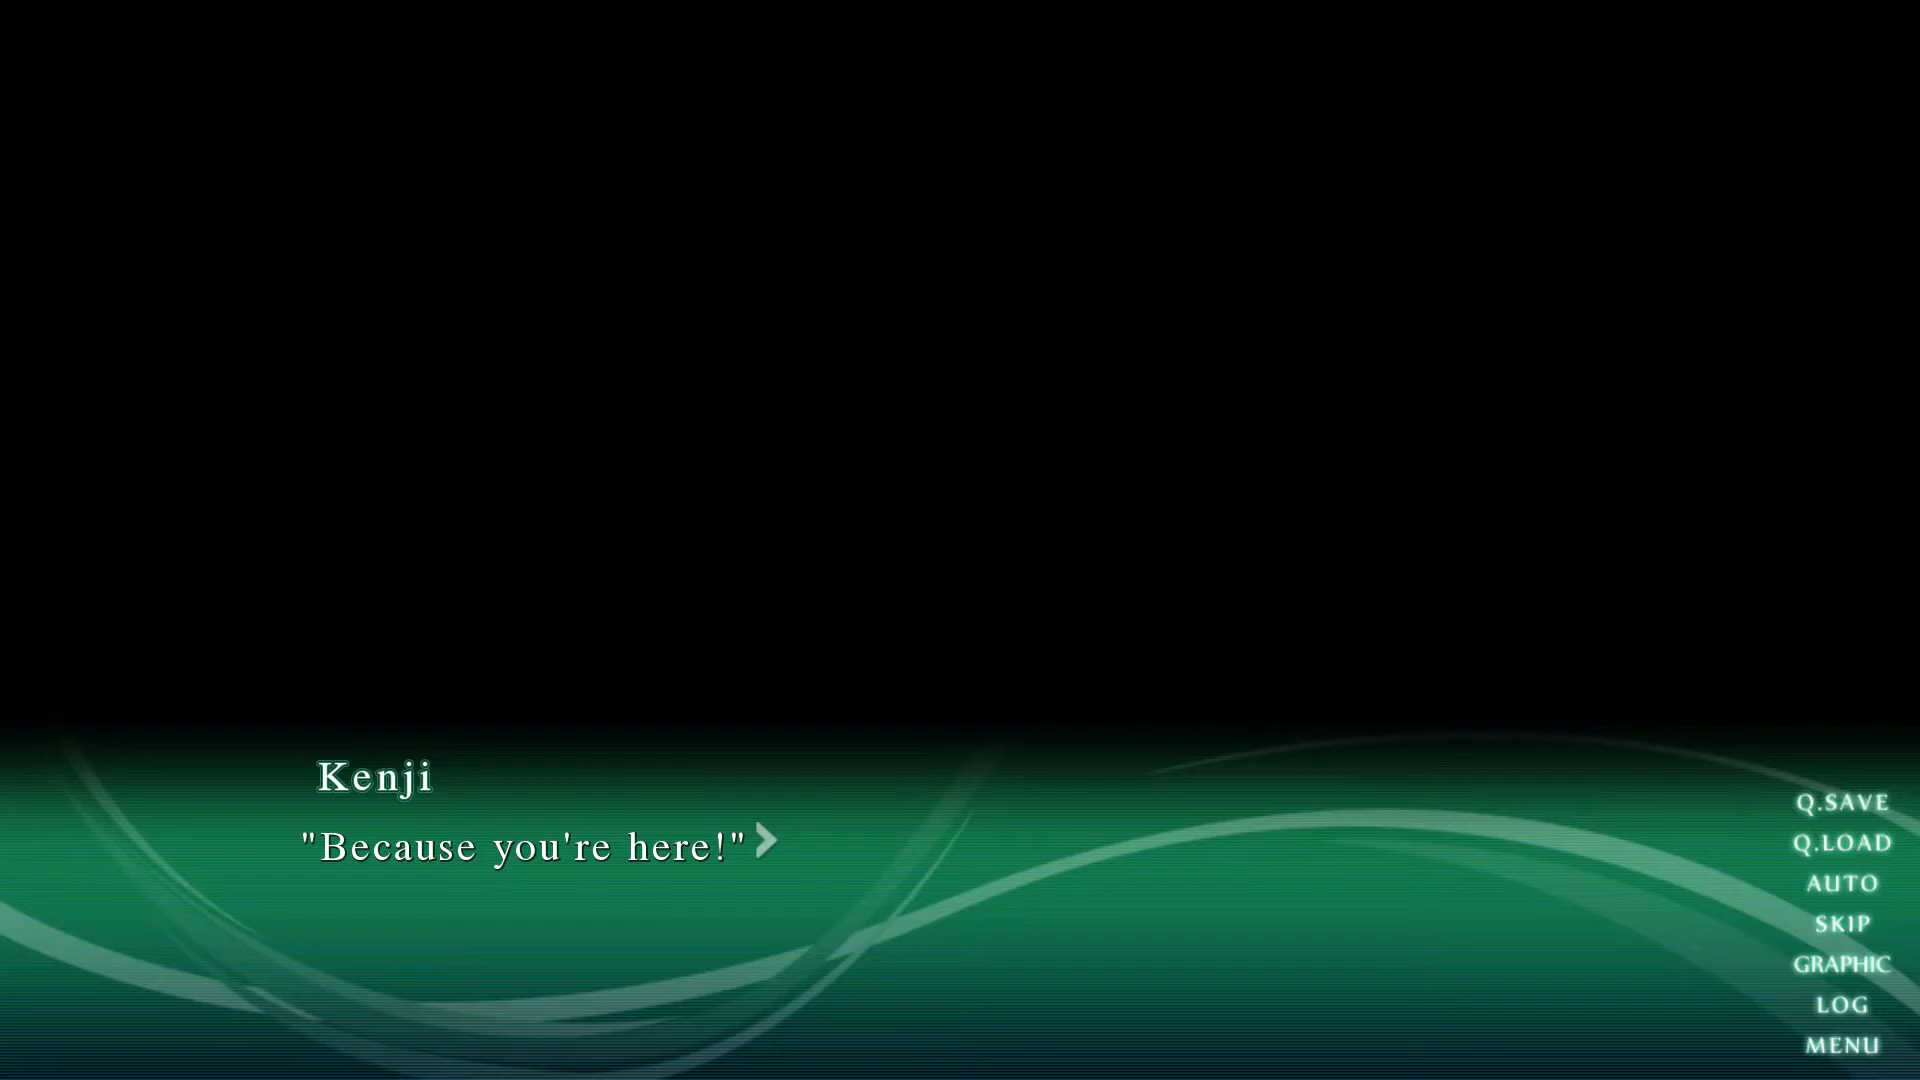 Kenji
"Because you're here!"
Q.SAVE
Q.LOAD
AUTO
SKIP
GRAPHIC
LOG
MENU